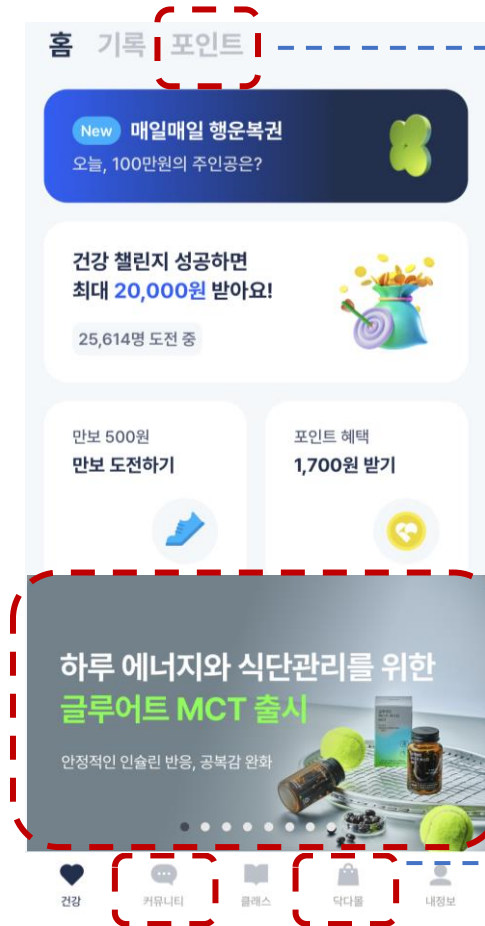 홈 기록 포인트
New 매일매일 행운복권
오늘, 100만원의 주인공은?
건강 챌린지 성공하면
최대 20,000원 받아요!
25,614명 도전 중
만보 500원
만보 도전하기
포인트 혜택
1,700원 받기
하루 에너지와 식단관리를 위한
글루어트 MCT 출시
안정적인 인슐린 반응, 공복감 완화
건강 커뮤니티 클래스 닥다몰 내정보